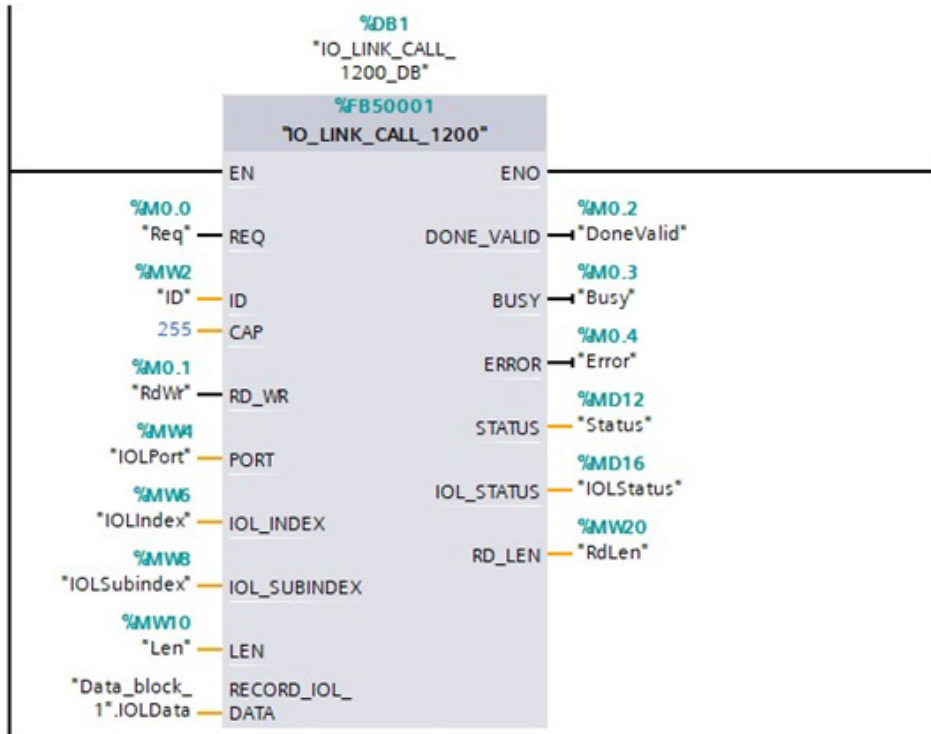 %DB1
"IO_LINK_CALL_
1200_DB"
%FB50001
"IO_LINK_CALL_1200"
EN ENO
%M0.0 %M0.2
"Req" REQ DONE_VALID "DoneValid"
%MW2 %M0.3
"ID" ID BUSY "Busy"
255 CAP
%M0.4
ERROR "Error"
%M0.1
"RdWr" RD_WR
%MD12
STATUS "Status"
%MW4
"IOLPort" PORT
%MD16
IOL_STATUS "IOLStatus"
%MW6
"IOLIndex" IOL_INDEX
%MW20
RD_LEN "RdLen"
%MW8
"IOLSubindex" IOL_SUBINDEX
%MW10
"Len" LEN
"Data_block_ RECORD_IOL_
1".IOLData DATA